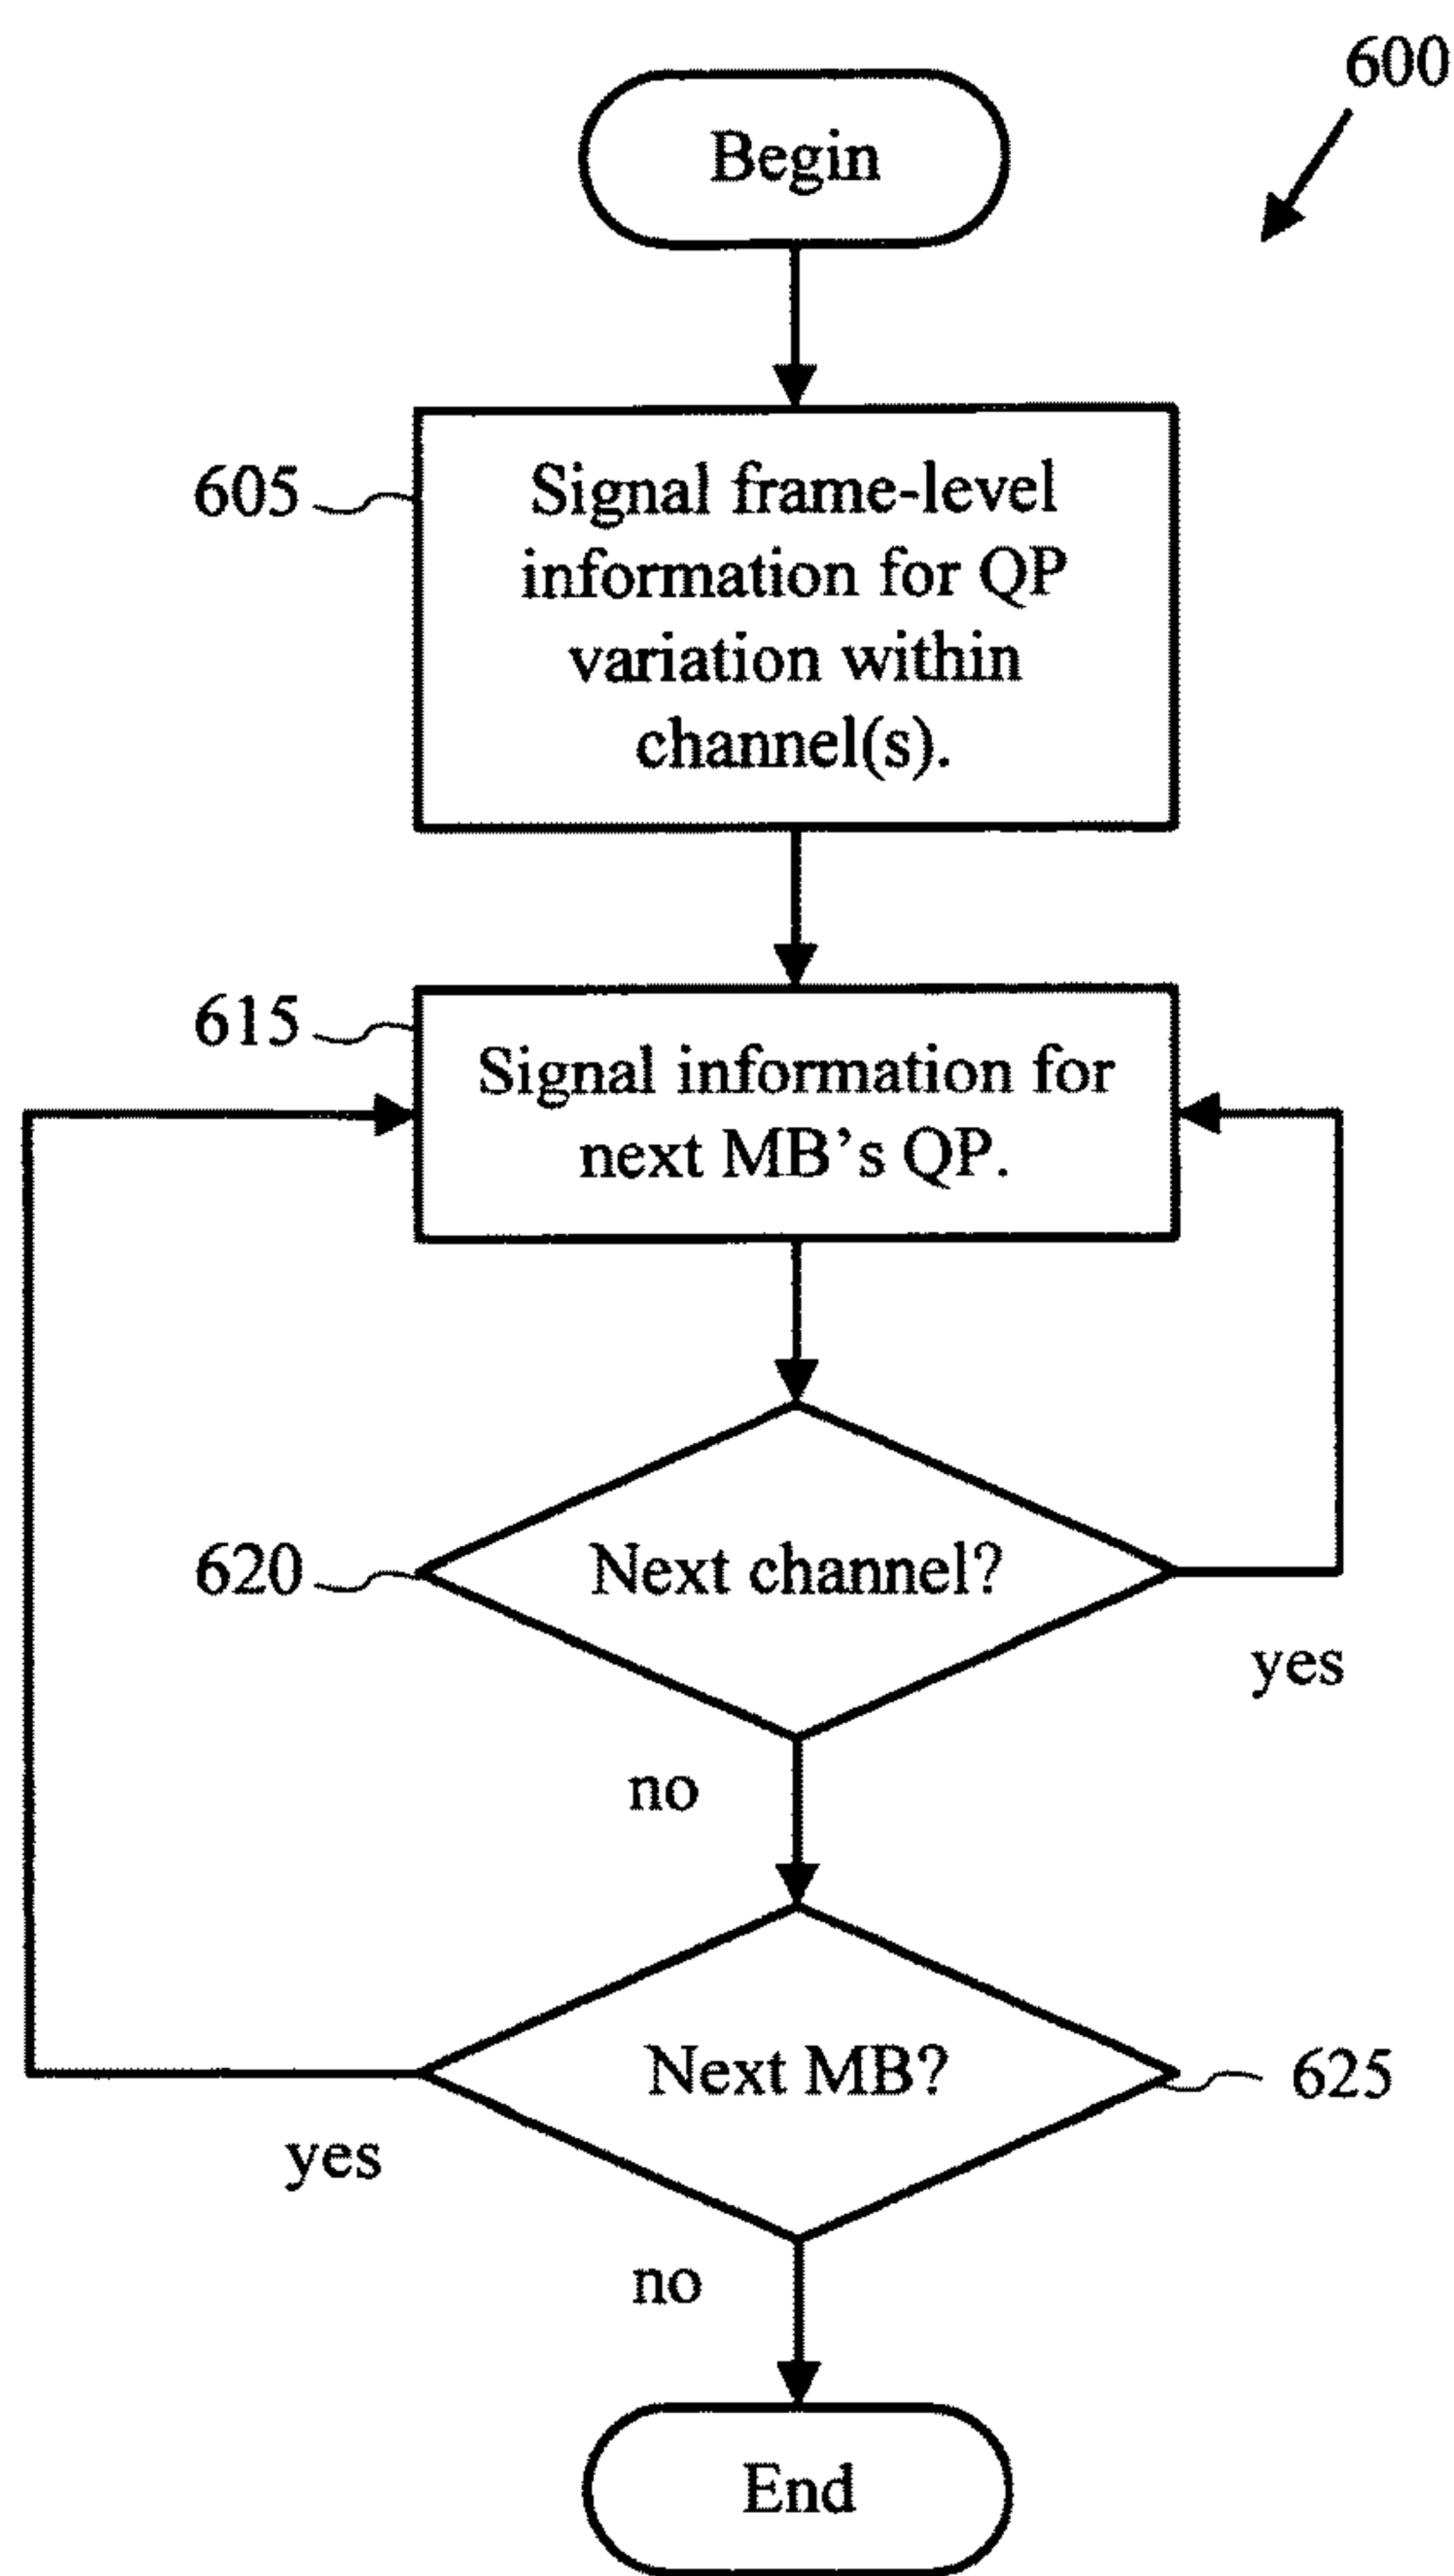 600
Begin
605
Signal frame-level
information for QP
variation within
channel(s).
615
Signal information for
next MB’s QP.
620
Next channel?
yes
no
Next MB?
625
yes
no
End